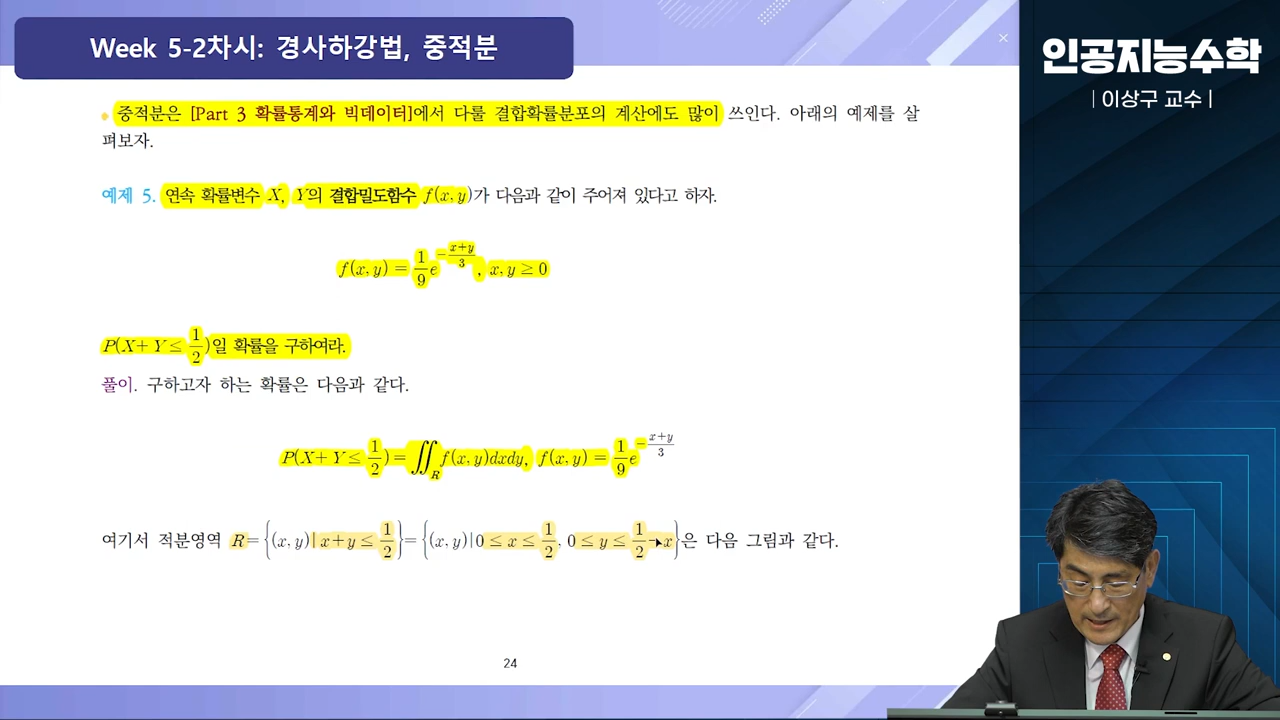 Week 5-2차시: 경사하강법, 중적분
인공지능수학
| 이상구 교수 |
중적분은 [Part 3 확률통계와 빅데이터]에서 다룰 결합확률분포의 계산에도 많이 쓰인다. 아래의 예제를 살
펴보자.
예제 5. 연속 확률변수 X, Y의 결합밀도함수 f(x, y)가 다음과 같이 주어져 있다고 하자.
f(x, y) = 1/9 e^{-(x+y)/3}, x, y ≥ 0
P(X+Y ≤ 1/2)일 확률을 구하여라.
풀이. 구하고자 하는 확률은 다음과 같다.
P(X+Y ≤ 1/2) = ∬_R f(x, y)dxdy, f(x, y) = 1/9 e^{-(x+y)/3}
여기서 적분영역 R = {(x, y) | x+y ≤ 1/2} = {(x, y) | 0 ≤ x ≤ 1/2, 0 ≤ y ≤ 1/2 - x}은 다음 그림과 같다.
24